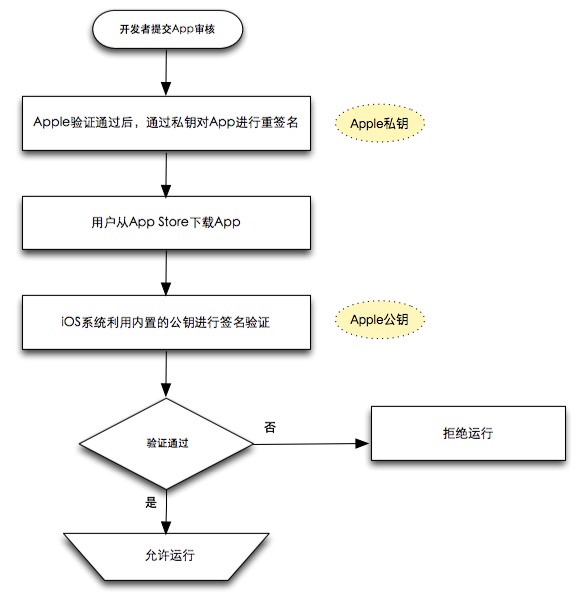 开发者提交App审核
Apple验证通过后，通过私钥对App进行重签名
Apple私钥
用户从App Store下载App
iOS系统利用内置的公钥进行签名验证
Apple公钥
验证通过
否
拒绝运行
是
允许运行